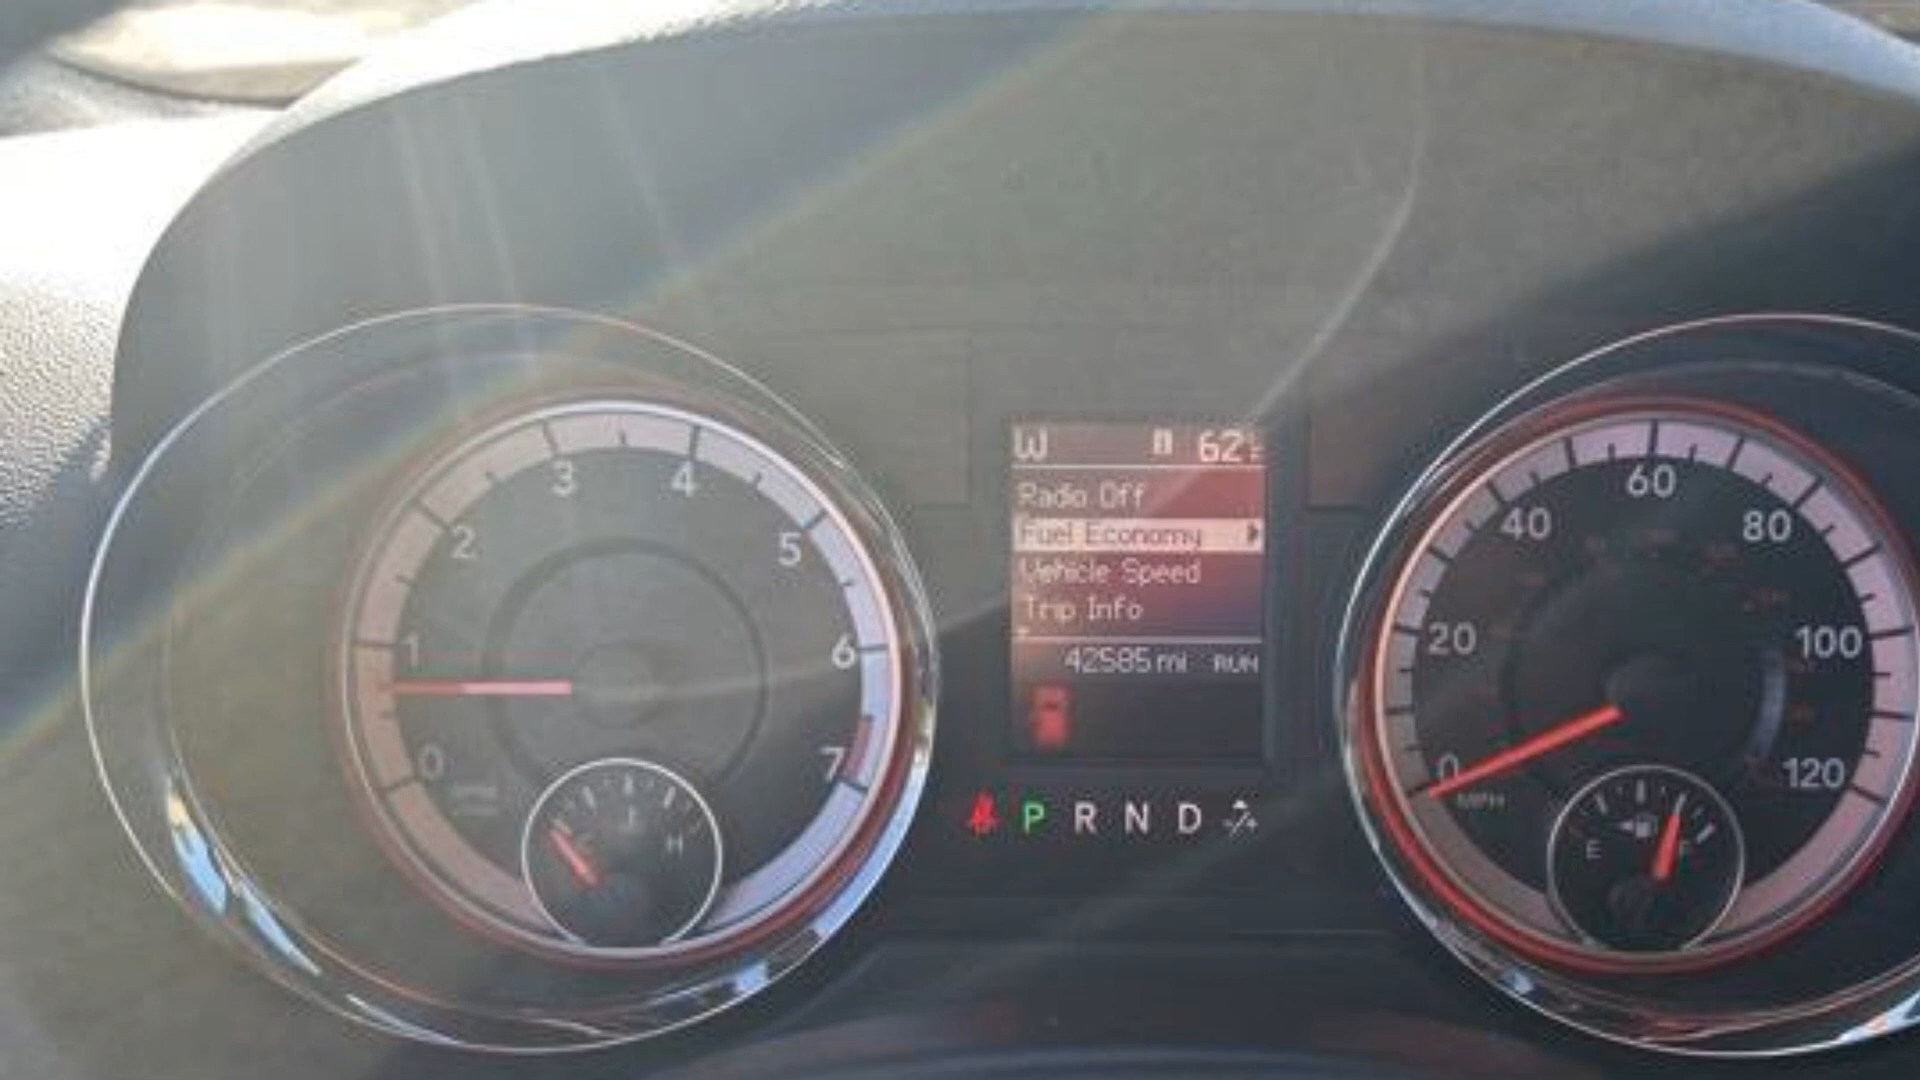 W 62°F
Radio Off
Fuel Economy
Vehicle Speed
Trip Info
42585 mi RUN
P R N D
0 1 2 3 4 5 6 7
H
0 20 40 60 80 100 120
MPH
E F